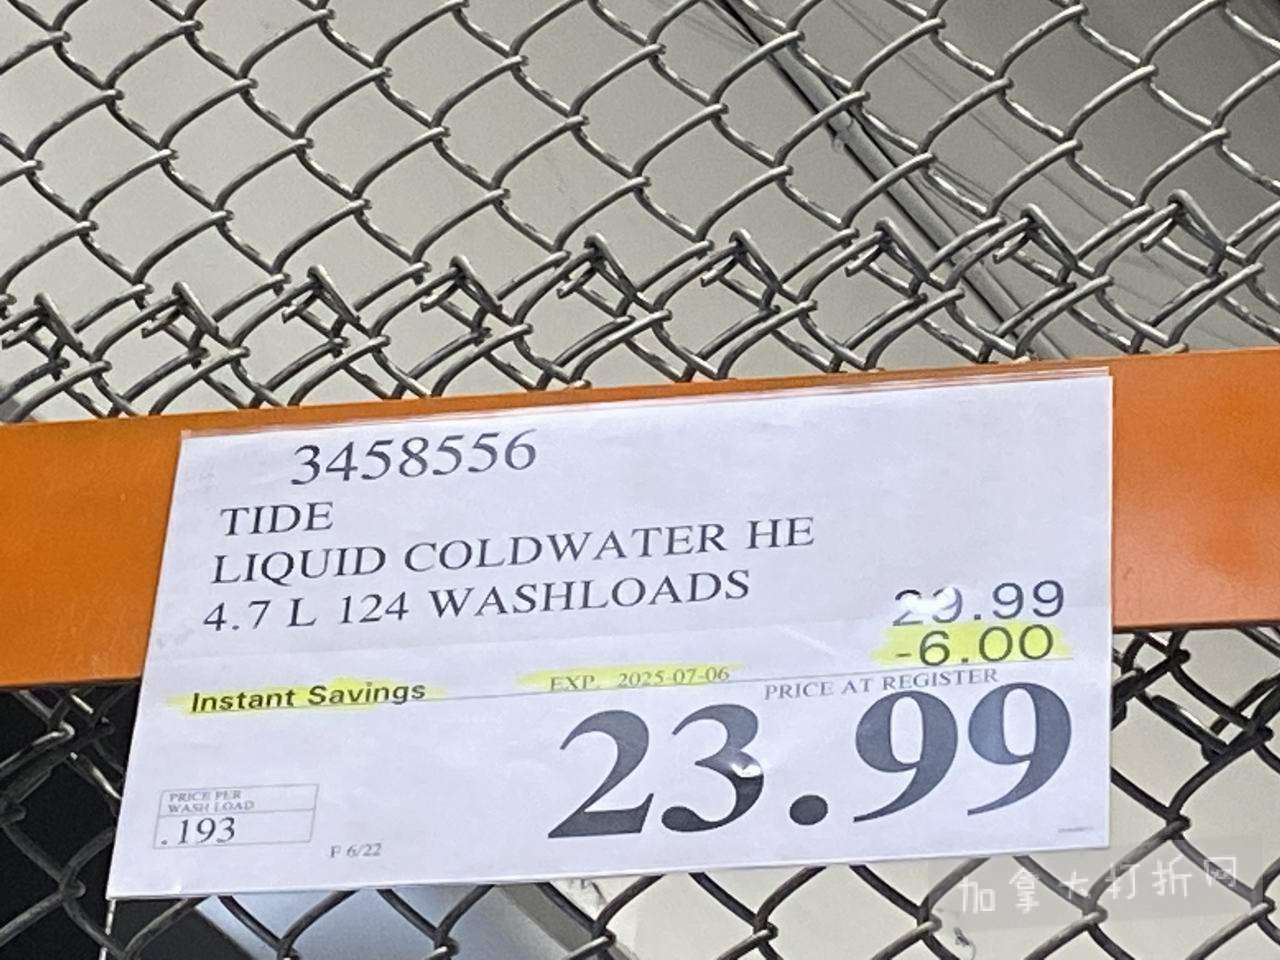 3458556
TIDE
LIQUID COLDWATER HE
4.7 L 124 WASHLOADS
29.99
-6.00
Instant Savings
EXP. 2025-07-06
PRICE AT REGISTER
23.99
PRICE PER
WASH LOAD
.193
P 6/22
加拿大打折网